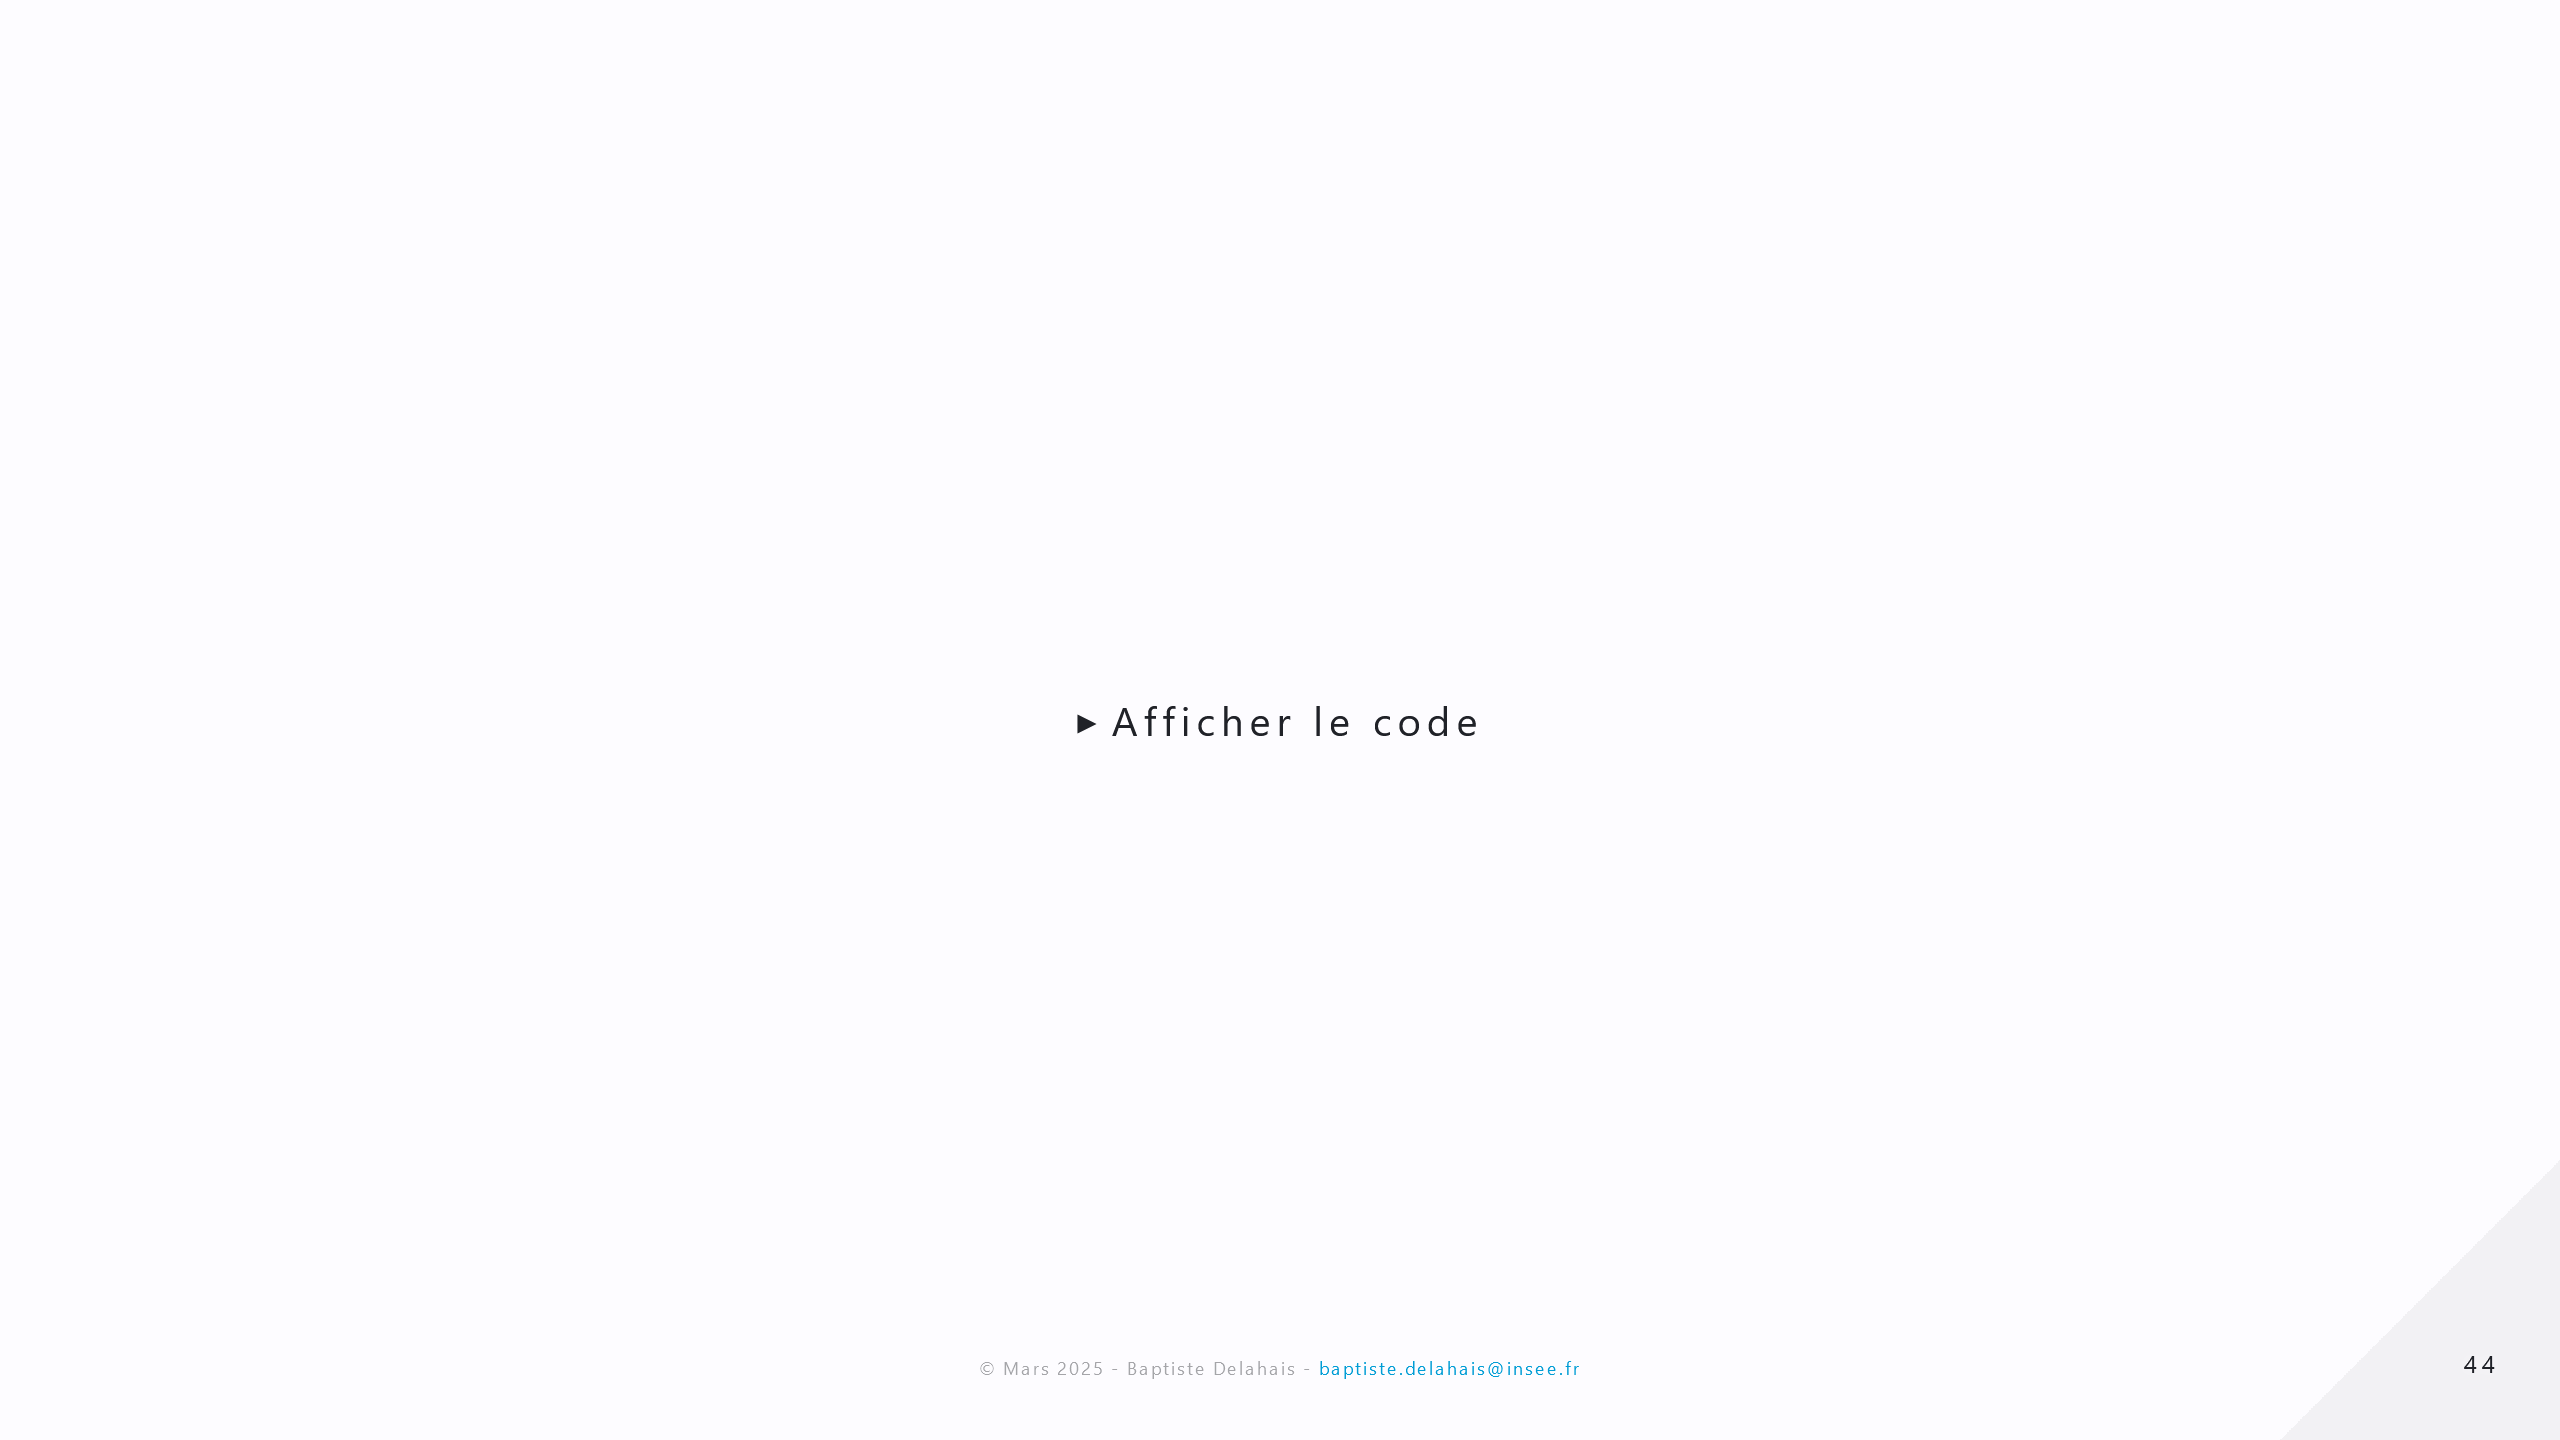 ▸ Afficher le code
© Mars 2025 - Baptiste Delahais - baptiste.delahais@insee.fr
44